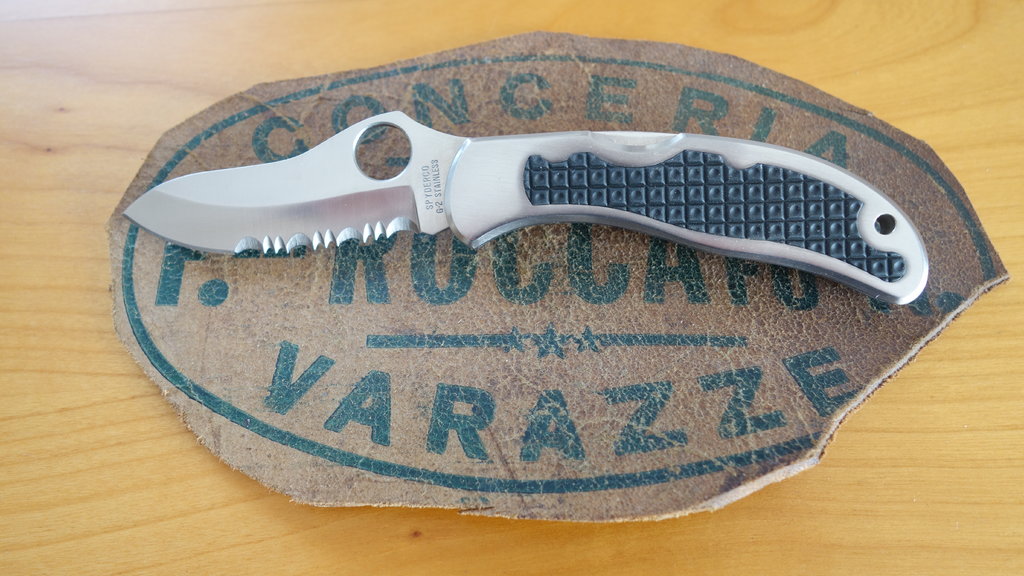 CONCERIA
SPYDERCO
G-2 STAINLESS
F.
VARAZZE